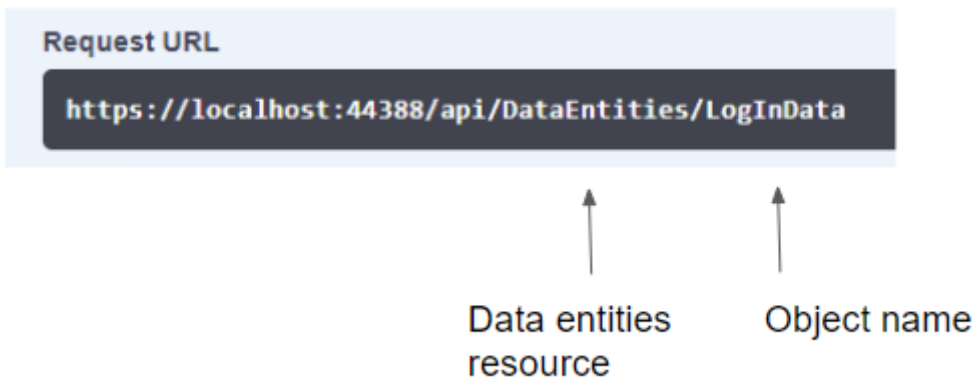 Request URL
https://localhost:44388/api/DataEntities/LogInData
Data entities
resource
Object name